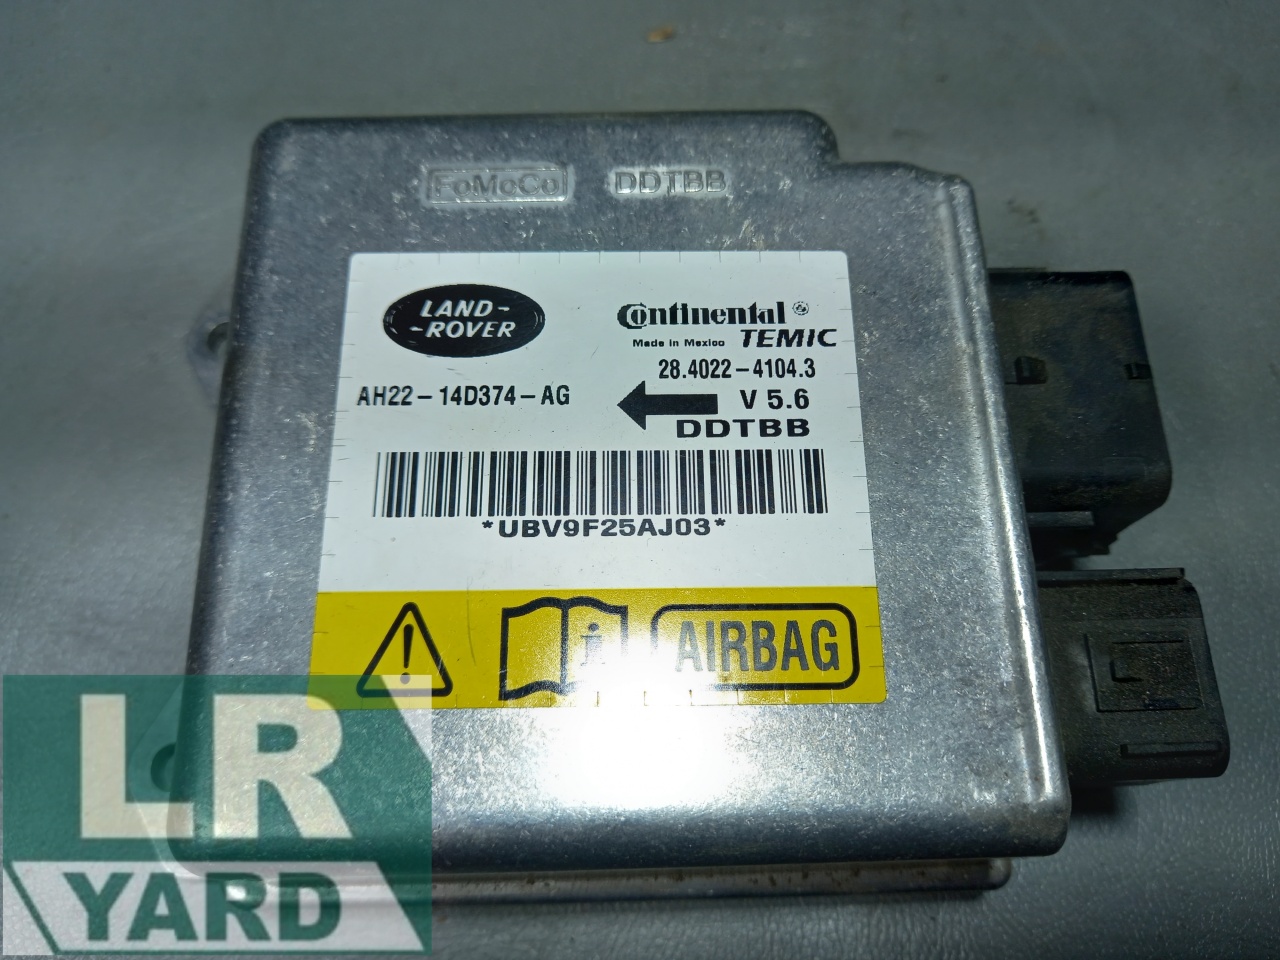 FoMoCo DDTBB
LAND-
-ROVER
Continental
Made in Mexico TEMIC
28.4022-4104.3
AH22-14D374-AG
V 5.6
DDTBB
*UBV9F25AJ03*
AIRBAG
LR
YARD